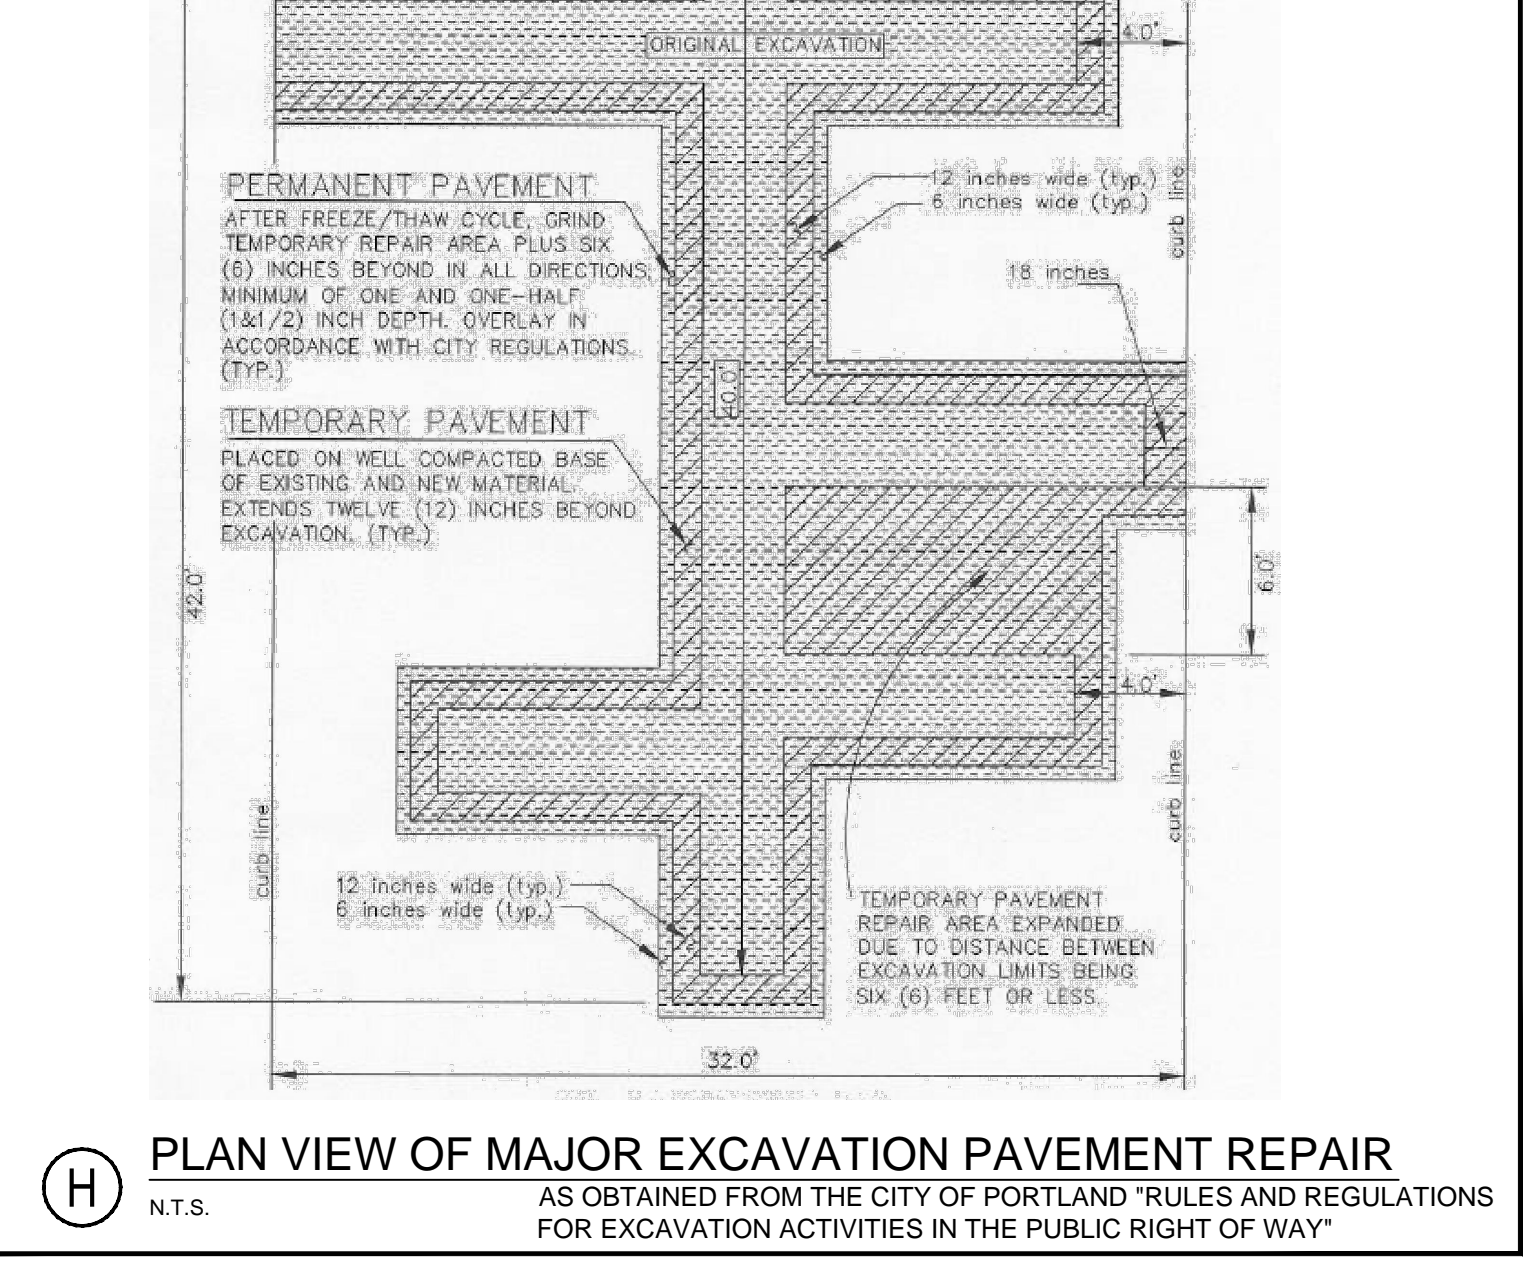 ORIGINAL EXCAVATION
4.0'
PERMANENT PAVEMENT
AFTER FREEZE/THAW CYCLE, GRIND
TEMPORARY REPAIR AREA PLUS SIX
(6) INCHES BEYOND IN ALL DIRECTIONS,
MINIMUM OF ONE AND ONE-HALF
(1&1/2) INCH DEPTH. OVERLAY IN
ACCORDANCE WITH CITY REGULATIONS.
(TYP.)
12 inches wide (typ.)
6 inches wide (typ.)
curb line
18 inches
40.0'
TEMPORARY PAVEMENT
PLACED ON WELL COMPACTED BASE
OF EXISTING AND NEW MATERIAL.
EXTENDS TWELVE (12) INCHES BEYOND
EXCAVATION. (TYP.)
42.0'
6.0'
4.0'
curb line
curb line
12 inches wide (typ.)
6 inches wide (typ.)
TEMPORARY PAVEMENT
REPAIR AREA EXPANDED
DUE TO DISTANCE BETWEEN
EXCAVATION LIMITS BEING
SIX (6) FEET OR LESS.
32.0'
H
PLAN VIEW OF MAJOR EXCAVATION PAVEMENT REPAIR
N.T.S.
AS OBTAINED FROM THE CITY OF PORTLAND "RULES AND REGULATIONS
FOR EXCAVATION ACTIVITIES IN THE PUBLIC RIGHT OF WAY"